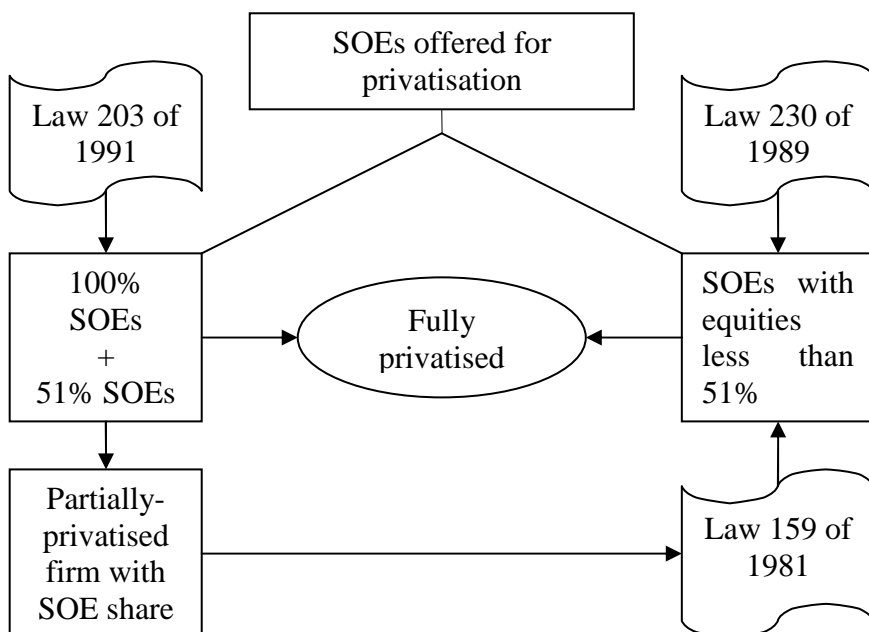 SOEs offered for
privatisation
Law 203 of
1991
Law 230 of
1989
100%
SOEs
+
51% SOEs
Fully
privatised
SOEs with
equities
less than
51%
Partially-
privatised
firm with
SOE share
Law 159 of
1981